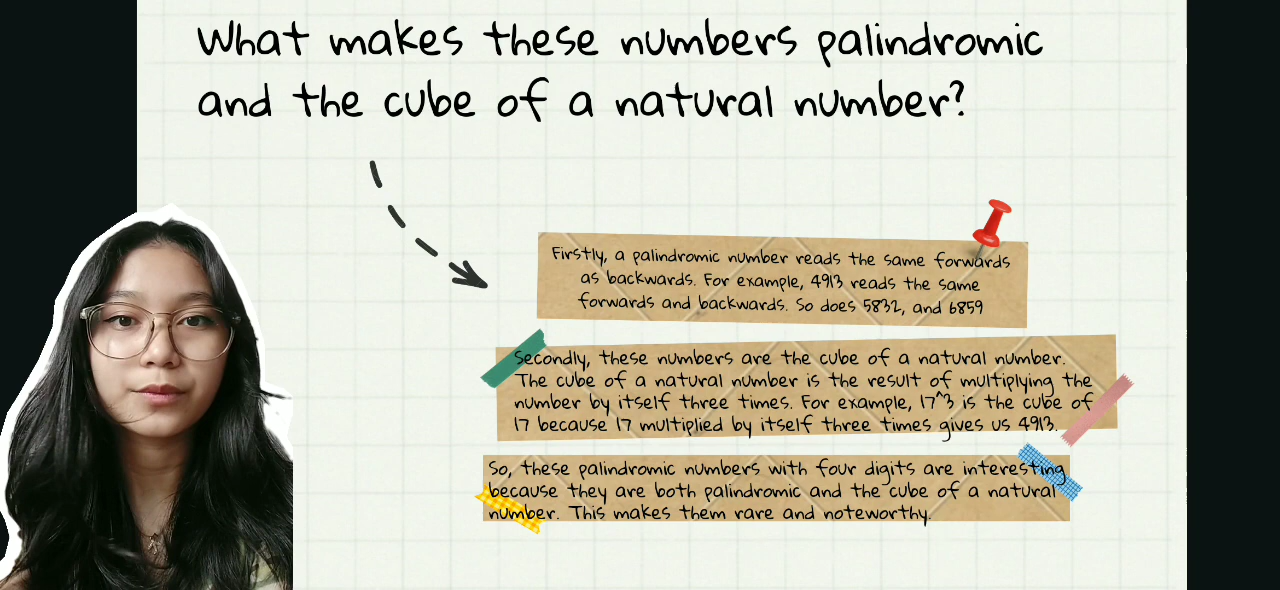 What makes these numbers palindromic
and the cube of a natural number?
Firstly, a palindromic number reads the same forwards
as backwards. For example, 4913 reads the same
forwards and backwards. So does 5832, and 6859
Secondly, these numbers are the cube of a natural number.
The cube of a natural number is the result of multiplying the
number by itself three times. For example, 17^3 is the cube of
17 because 17 multiplied by itself three times gives us 4913.
So, these palindromic numbers with four digits are interesting
because they are both palindromic and the cube of a natural
number. This makes them rare and noteworthy.